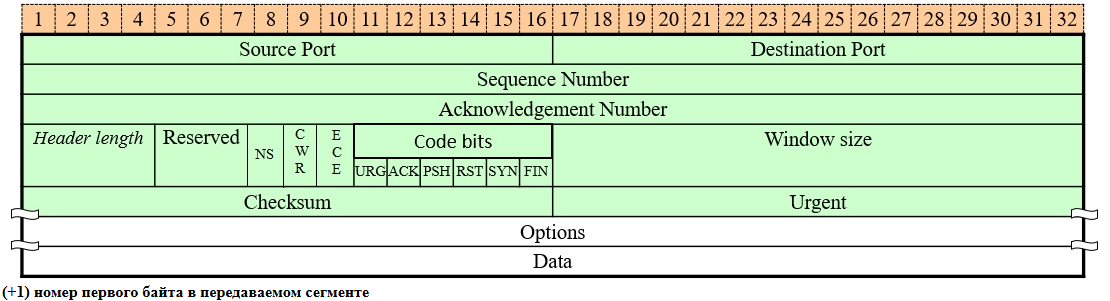 1 2 3 4 5 6 7 8 9 10 11 12 13 14 15 16 17 18 19 20 21 22 23 24 25 26 27 28 29 30 31 32
Source Port Destination Port
Sequence Number
Acknowledgement Number
Header length Reserved NS CWR ECE Code bits Window size
URG ACK PSH RST SYN FIN
Checksum Urgent
Options
Data
(+1) номер первого байта в передаваемом сегменте